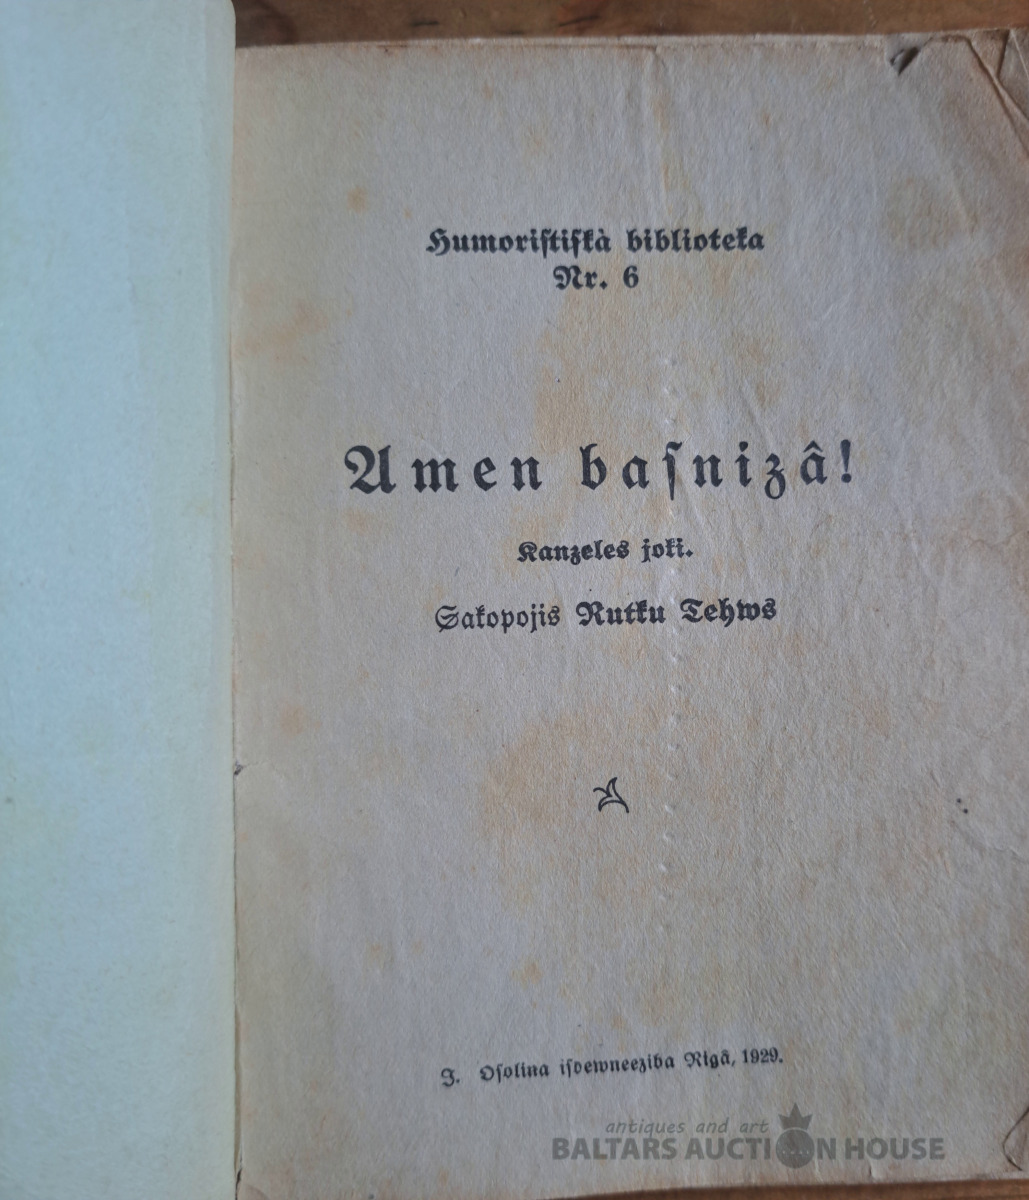 Humoriſtiſkà biblioteka
Nr. 6
Amen baſnizâ!
Kanzeles joki.
Sakopojis Rutku Tehws
J. Oſolina iſdewneeziba Rigâ, 1929.
antiques and art
BALTARS AUCTION HOUSE